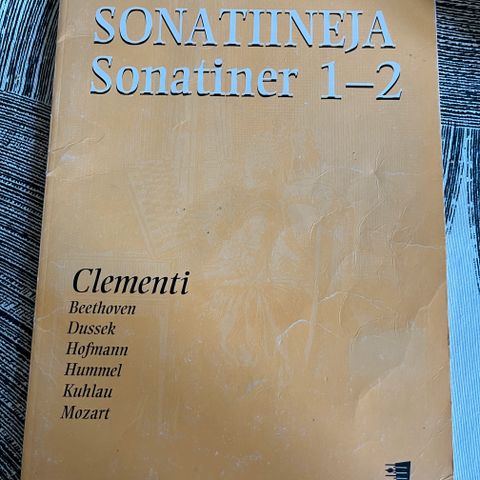 SONATIINEJA
Sonatiner 1–2
Clementi
Beethoven
Dussek
Hofmann
Hummel
Kuhlau
Mozart